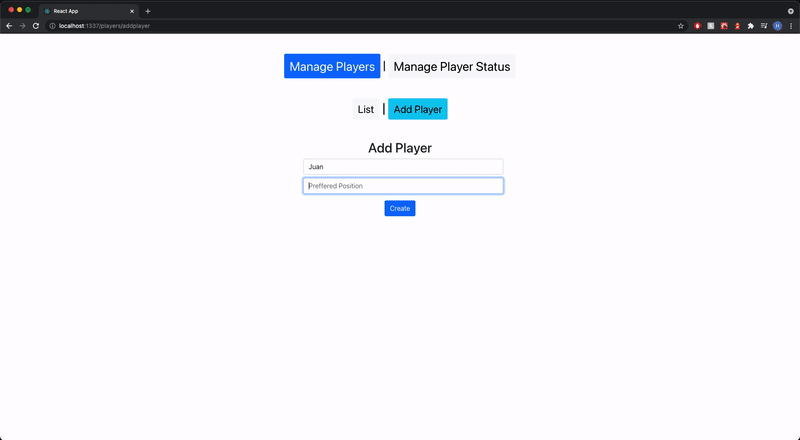 React App
localhost:1337/players/addplayer
H
Manage Players | Manage Player Status
List | Add Player
Add Player
Juan
Preffered Position
Create